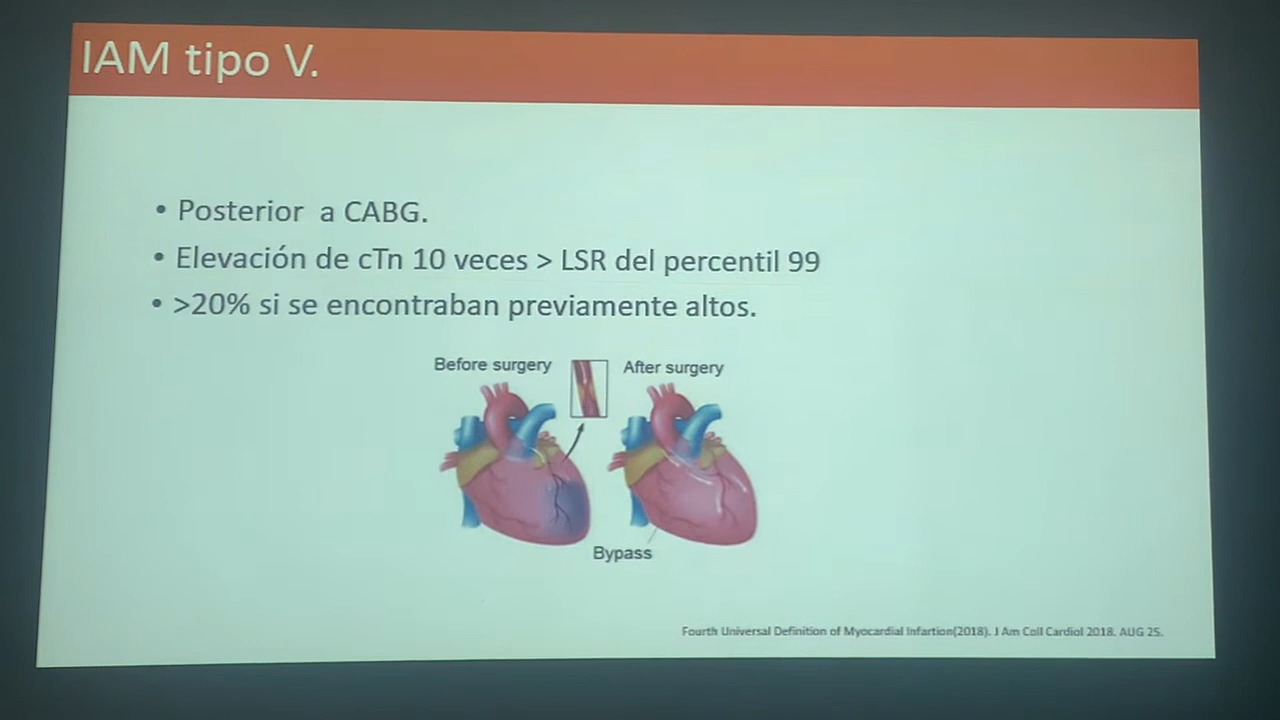 IAM tipo V.
• Posterior a CABG.
• Elevación de cTn 10 veces > LSR del percentil 99
• >20% si se encontraban previamente altos.
Before surgery
After surgery
Bypass
Fourth Universal Definition of Myocardial Infartion(2018). J Am Coll Cardiol 2018. AUG 25.